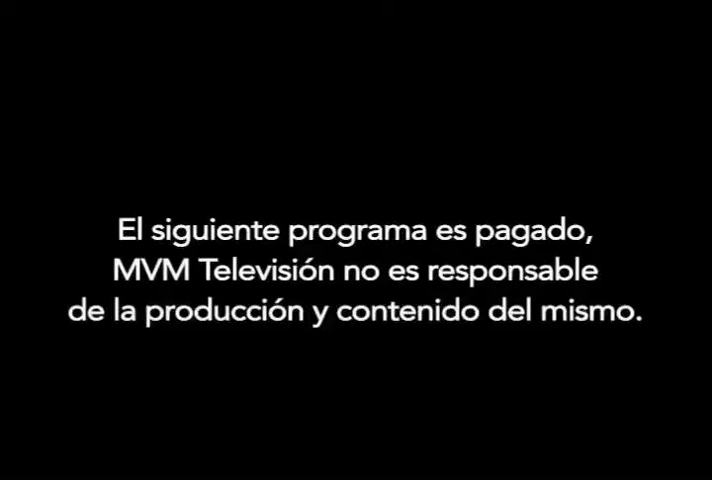 El siguiente programa es pagado,
MVM Televisión no es responsable
de la producción y contenido del mismo.